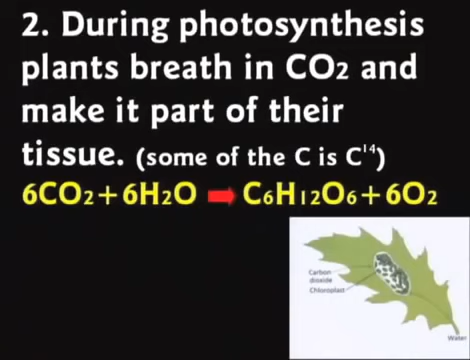 2. During photosynthesis
plants breath in CO2 and
make it part of their
tissue. (some of the C is C¹⁴)
6CO2+6H2O ➡ C6H12O6+6O2
Carbon
dioxide
Chloroplast
Water